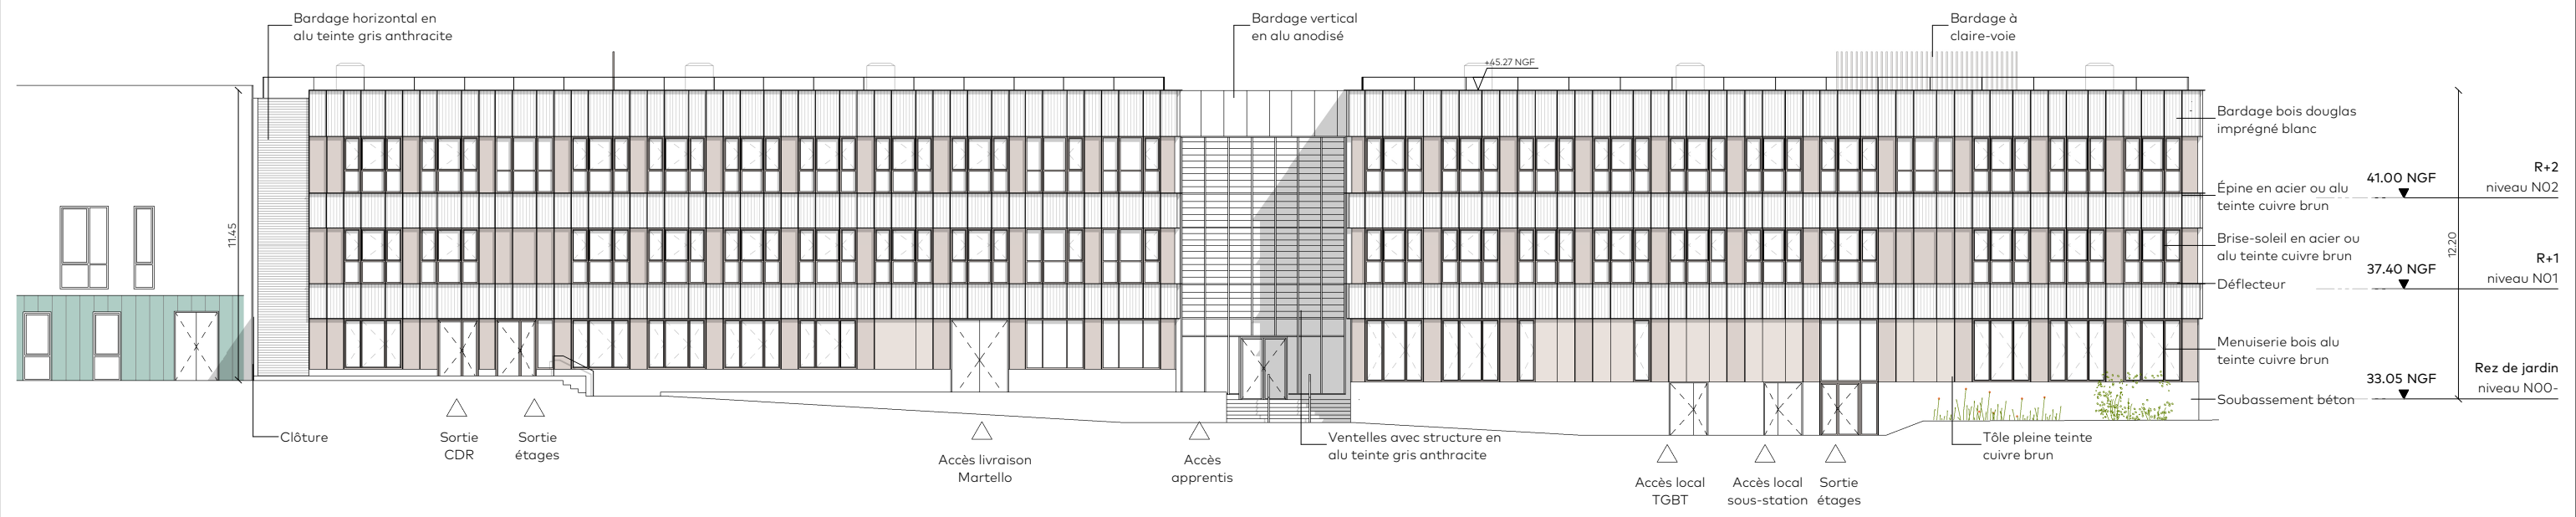 Bardage horizontal en
alu teinte gris anthracite
Bardage vertical
en alu anodisé
Bardage à
claire-voie
+45.27 NGF
Bardage bois douglas
imprégné blanc
Épine en acier ou alu
teinte cuivre brun
Brise-soleil en acier ou
alu teinte cuivre brun
Déflecteur
Menuiserie bois alu
teinte cuivre brun
Soubassement béton
41.00 NGF
37.40 NGF
33.05 NGF
12.20
R+2
niveau N02
R+1
niveau N01
Rez de jardin
niveau N00-
11.45
Clôture
Sortie
CDR
Sortie
étages
Accès livraison
Martello
Accès
apprentis
Ventelles avec structure en
alu teinte gris anthracite
Accès local
TGBT
Accès local
sous-station
Sortie
étages
Tôle pleine teinte
cuivre brun